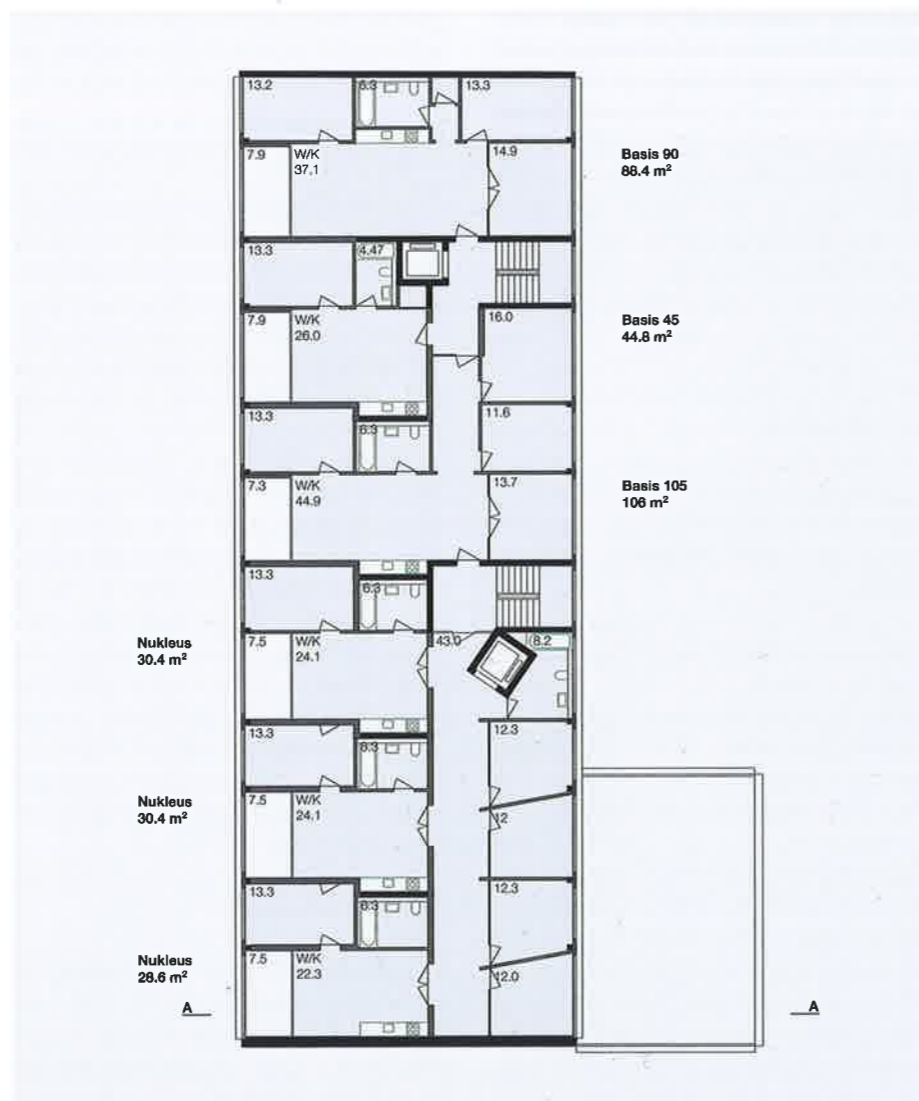 13.2
6.3
13.3
7.9
W/K
37.1
14.9
Basis 90
88.4 m²
13.3
4.47
7.9
W/K
26.0
16.0
Basis 45
44.8 m²
13.3
6.3
11.6
7.3
W/K
44.9
13.7
Basis 105
106 m²
13.3
6.3
43.0
8.2
Nukleus
30.4 m²
7.5
W/K
24.1
13.3
6.3
12.3
Nukleus
30.4 m²
7.5
W/K
24.1
12
13.3
6.3
12.3
Nukleus
28.6 m²
7.5
W/K
22.3
12.0
A
A